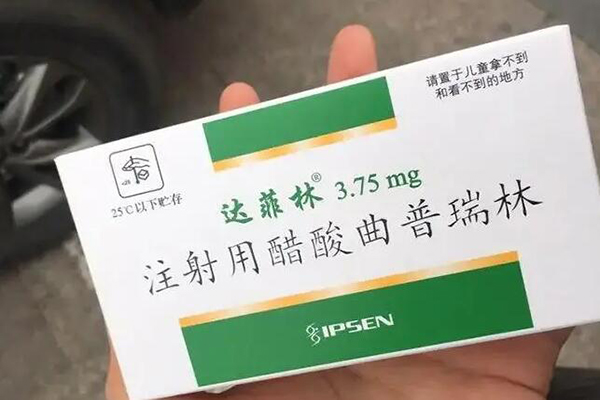 请置于儿童拿不到
和看不到的地方
25℃以下贮存
达菲林® 3.75 mg
注射用醋酸曲普瑞林
IPSEN